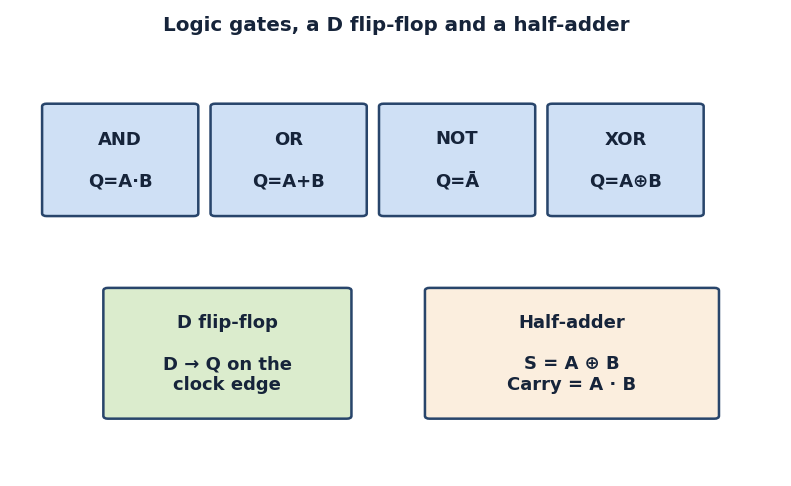 Logic gates, a D flip-flop and a half-adder
AND
Q=A·B
OR
Q=A+B
NOT
Q=Ā
XOR
Q=A⊕B
D flip-flop
D → Q on the
clock edge
Half-adder
S = A ⊕ B
Carry = A · B